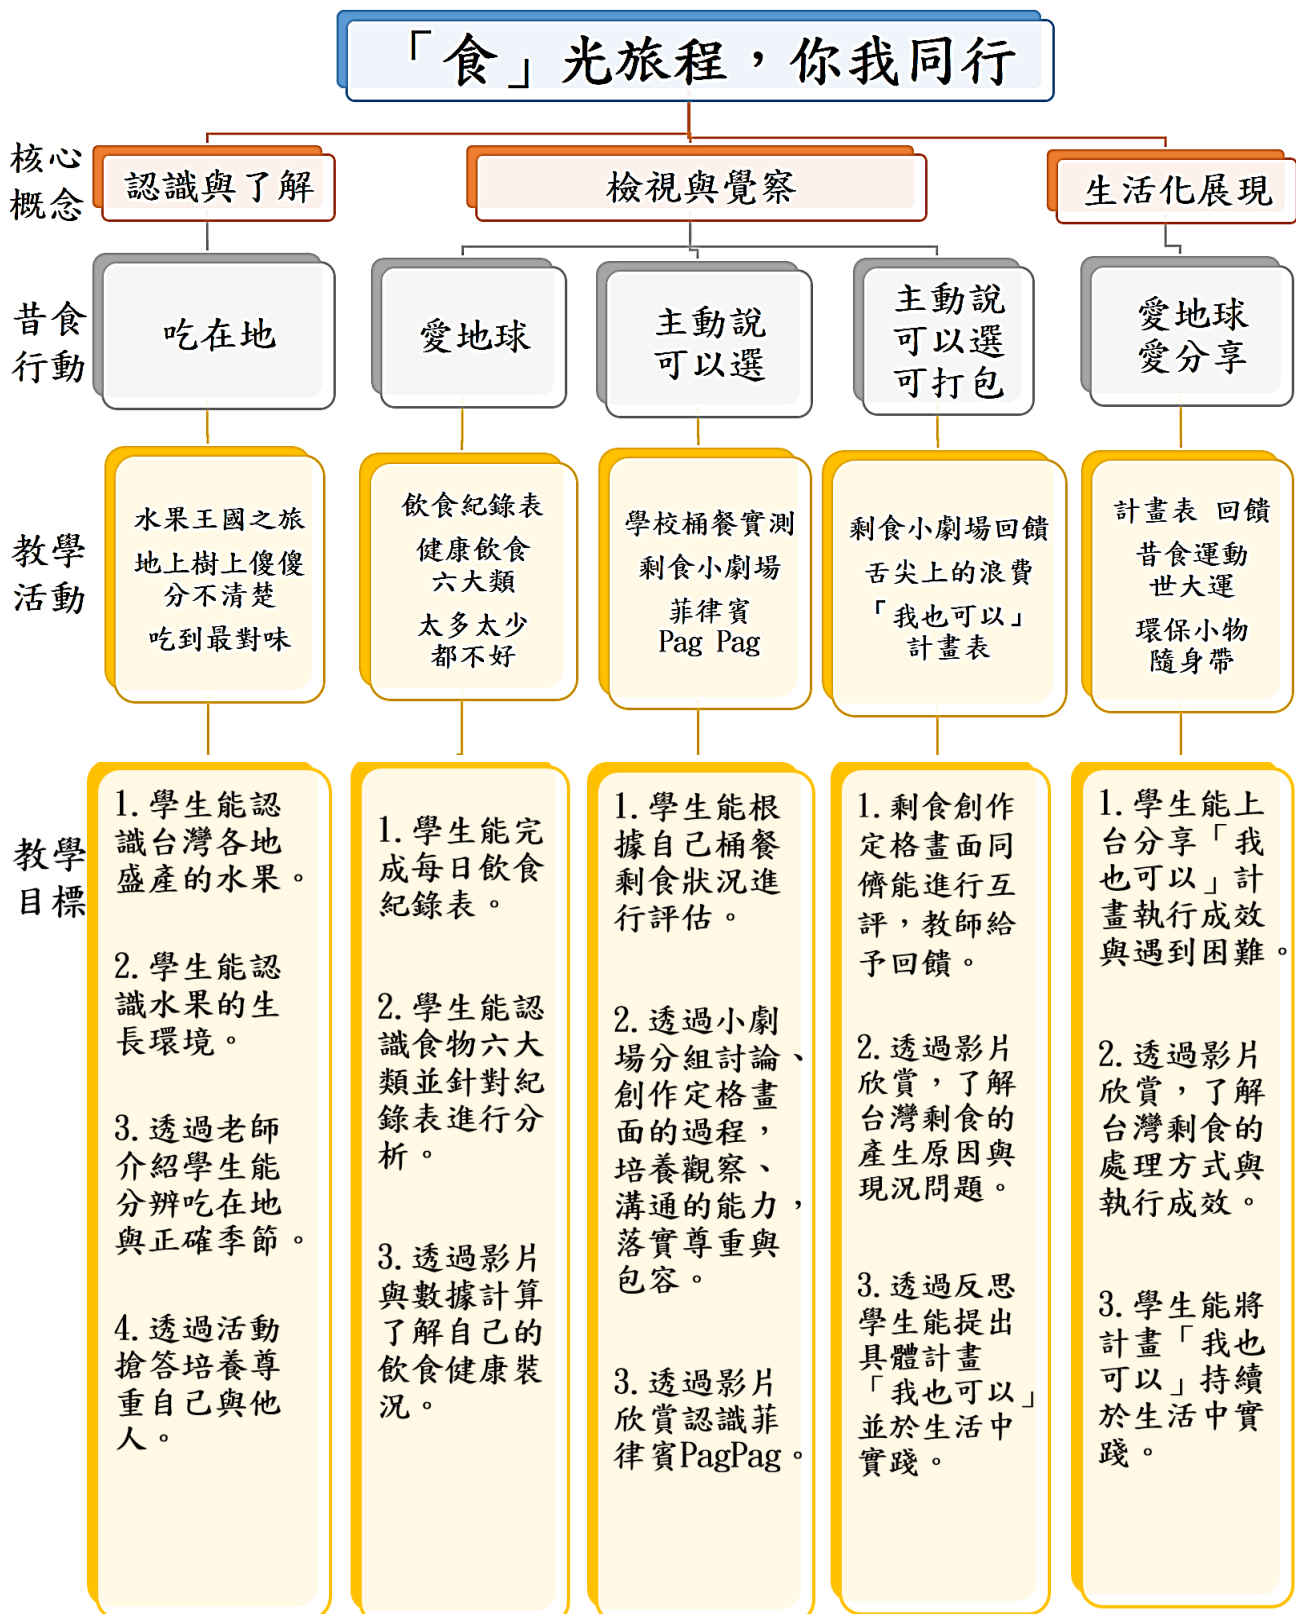 「食」光旅程，你我同行
核心
概念
認識與了解
檢視與覺察
生活化展現
昔食
行動
吃在地
愛地球
主動說
可以選
主動說
可以選
可打包
愛地球
愛分享
教學
活動
水果王國之旅
地上樹上傻傻
分不清楚
吃到最對味
飲食紀錄表
健康飲食
六大類
太多太少
都不好
學校桶餐實測
剩食小劇場
菲律賓
Pag Pag
剩食小劇場回饋
舌尖上的浪費
「我也可以」
計畫表
計畫表 回饋
昔食運動
世大運
環保小物
隨身帶
教學
目標
1. 學生能認
識台灣各地
盛產的水果。
2. 學生能認
識水果的生
長環境。
3. 透過老師
介紹學生能
分辨吃在地
與正確季節。
4. 透過活動
搶答培養尊
重自己與他
人。
1. 學生能完
成每日飲食
紀錄表。
2. 學生能認
識食物六大
類並針對紀
錄表進行分
析。
3. 透過影片
與數據計算
了解自己的
飲食健康裝
況。
1. 學生能根
據自己桶餐
剩食狀況進
行評估。
2. 透過小劇
場分組討論、
創作定格畫
面的過程，
培養觀察、
溝通的能力，
落實尊重與
包容。
3. 透過影片
欣賞認識菲
律賓PagPag。
1. 剩食創作
定格畫面同
儕能進行互
評，教師給
予回饋。
2. 透過影片
欣賞，了解
台灣剩食的
產生原因與
現況問題。
3. 透過反思
學生能提出
具體計畫
「我也可以」
並於生活中
實踐。
1. 學生能上
台分享「我
也可以」計
畫執行成效
與遇到困難。
2. 透過影片
欣賞，了解
台灣剩食的
處理方式與
執行成效。
3. 學生能將
計畫「我也
可以」持續
於生活中實
踐。